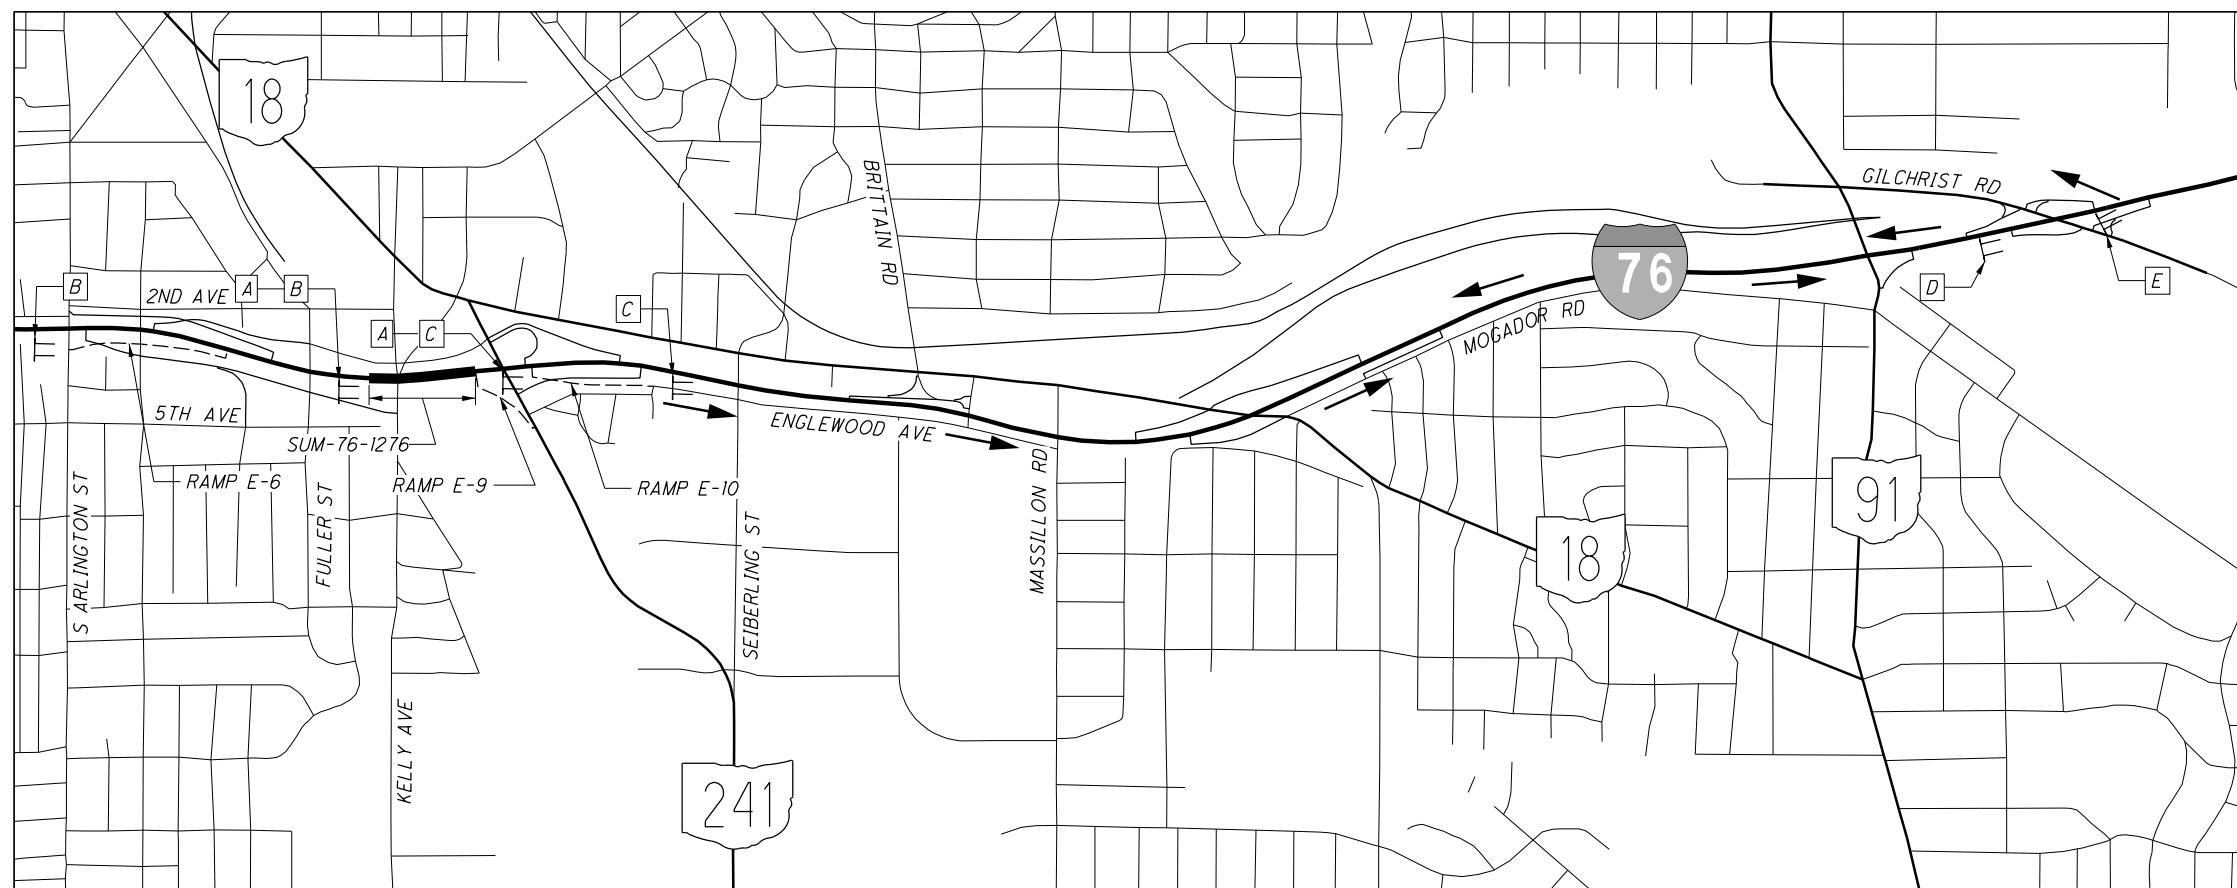 18
BRITTAIN RD
GILCHRIST RD
76
B
2ND AVE
A
B
D
E
A
C
C
MOGADOR RD
5TH AVE
ENGLEWOOD AVE
SUM-76-1276
RAMP E-6
RAMP E-9
RAMP E-10
S ARLINGTON ST
FULLER ST
SEIBERLING ST
MASSILLON RD
91
18
KELLY AVE
241